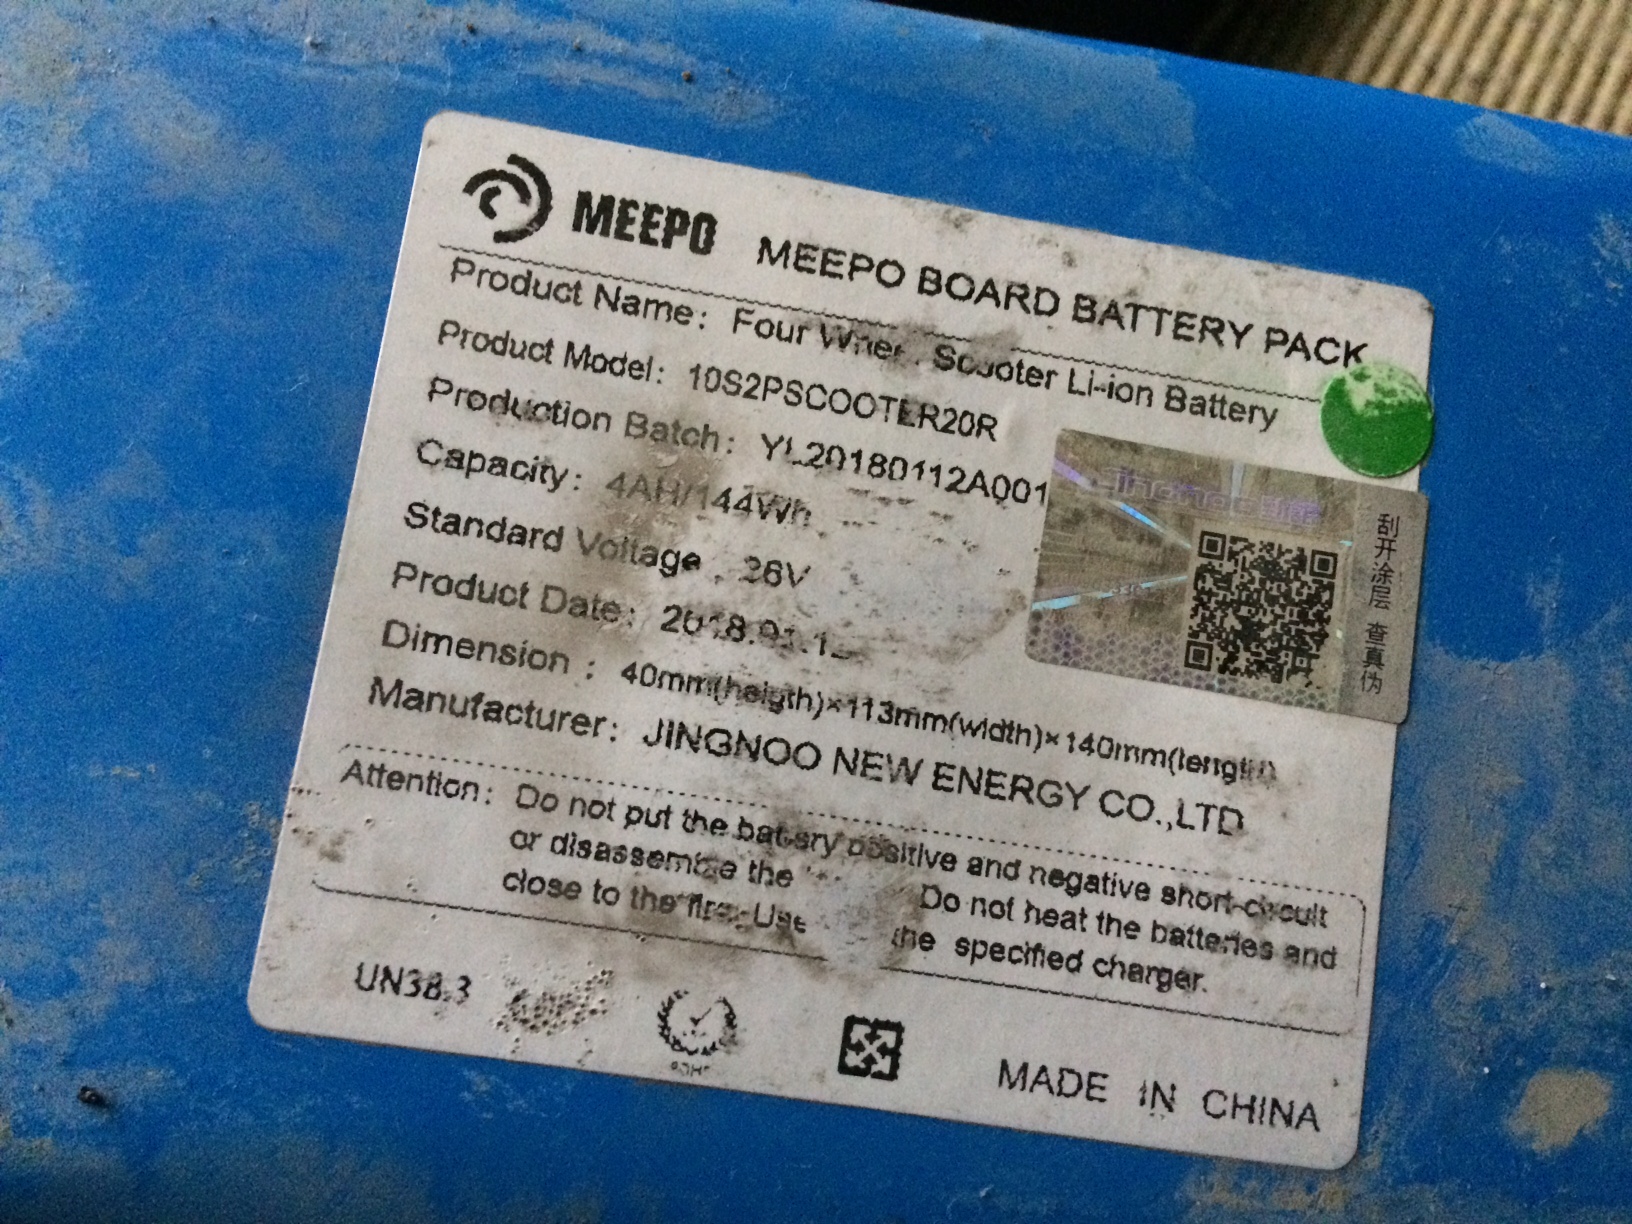 MEEPO MEEPO BOARD BATTERY PACK
Product Name: Four Scooter Li-ion Battery
Product Model: 10S2PSCOOTER20R
Production Batch: YL20180112A001
Capacity: 4AH/144Wh
Standard Voltage
Product Date:
Dimension : 40mm(heigth)×113mm(width)×140mm(length)
Manufacturer: JINGNOO NEW ENERGY CO.,LTD
Attention: Do not put the battery positive and negative short-circuit
or disassemble the Do not heat the batteries and
close to the fire. Use the specified charger.
刮开涂层 查真伪
UN38.3
MADE IN CHINA